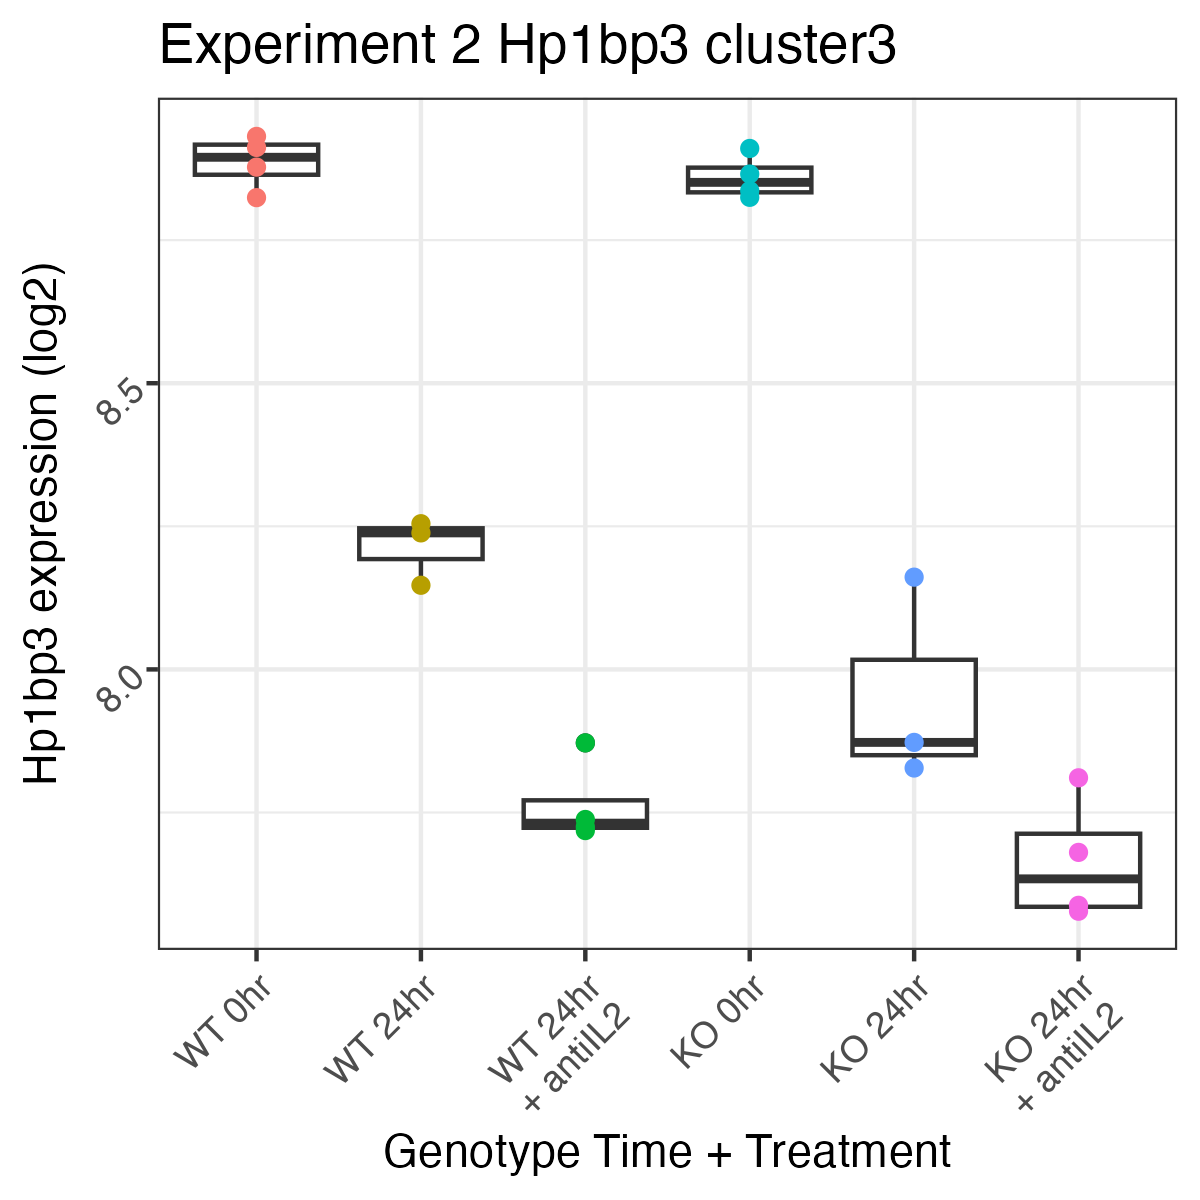 Experiment 2 Hp1bp3 cluster3
Hp1bp3 expression (log2)
8.5
8.0
WT 0hr
WT 24hr
WT 24hr
+ antiIL2
KO 0hr
KO 24hr
KO 24hr
+ antiIL2
Genotype Time + Treatment